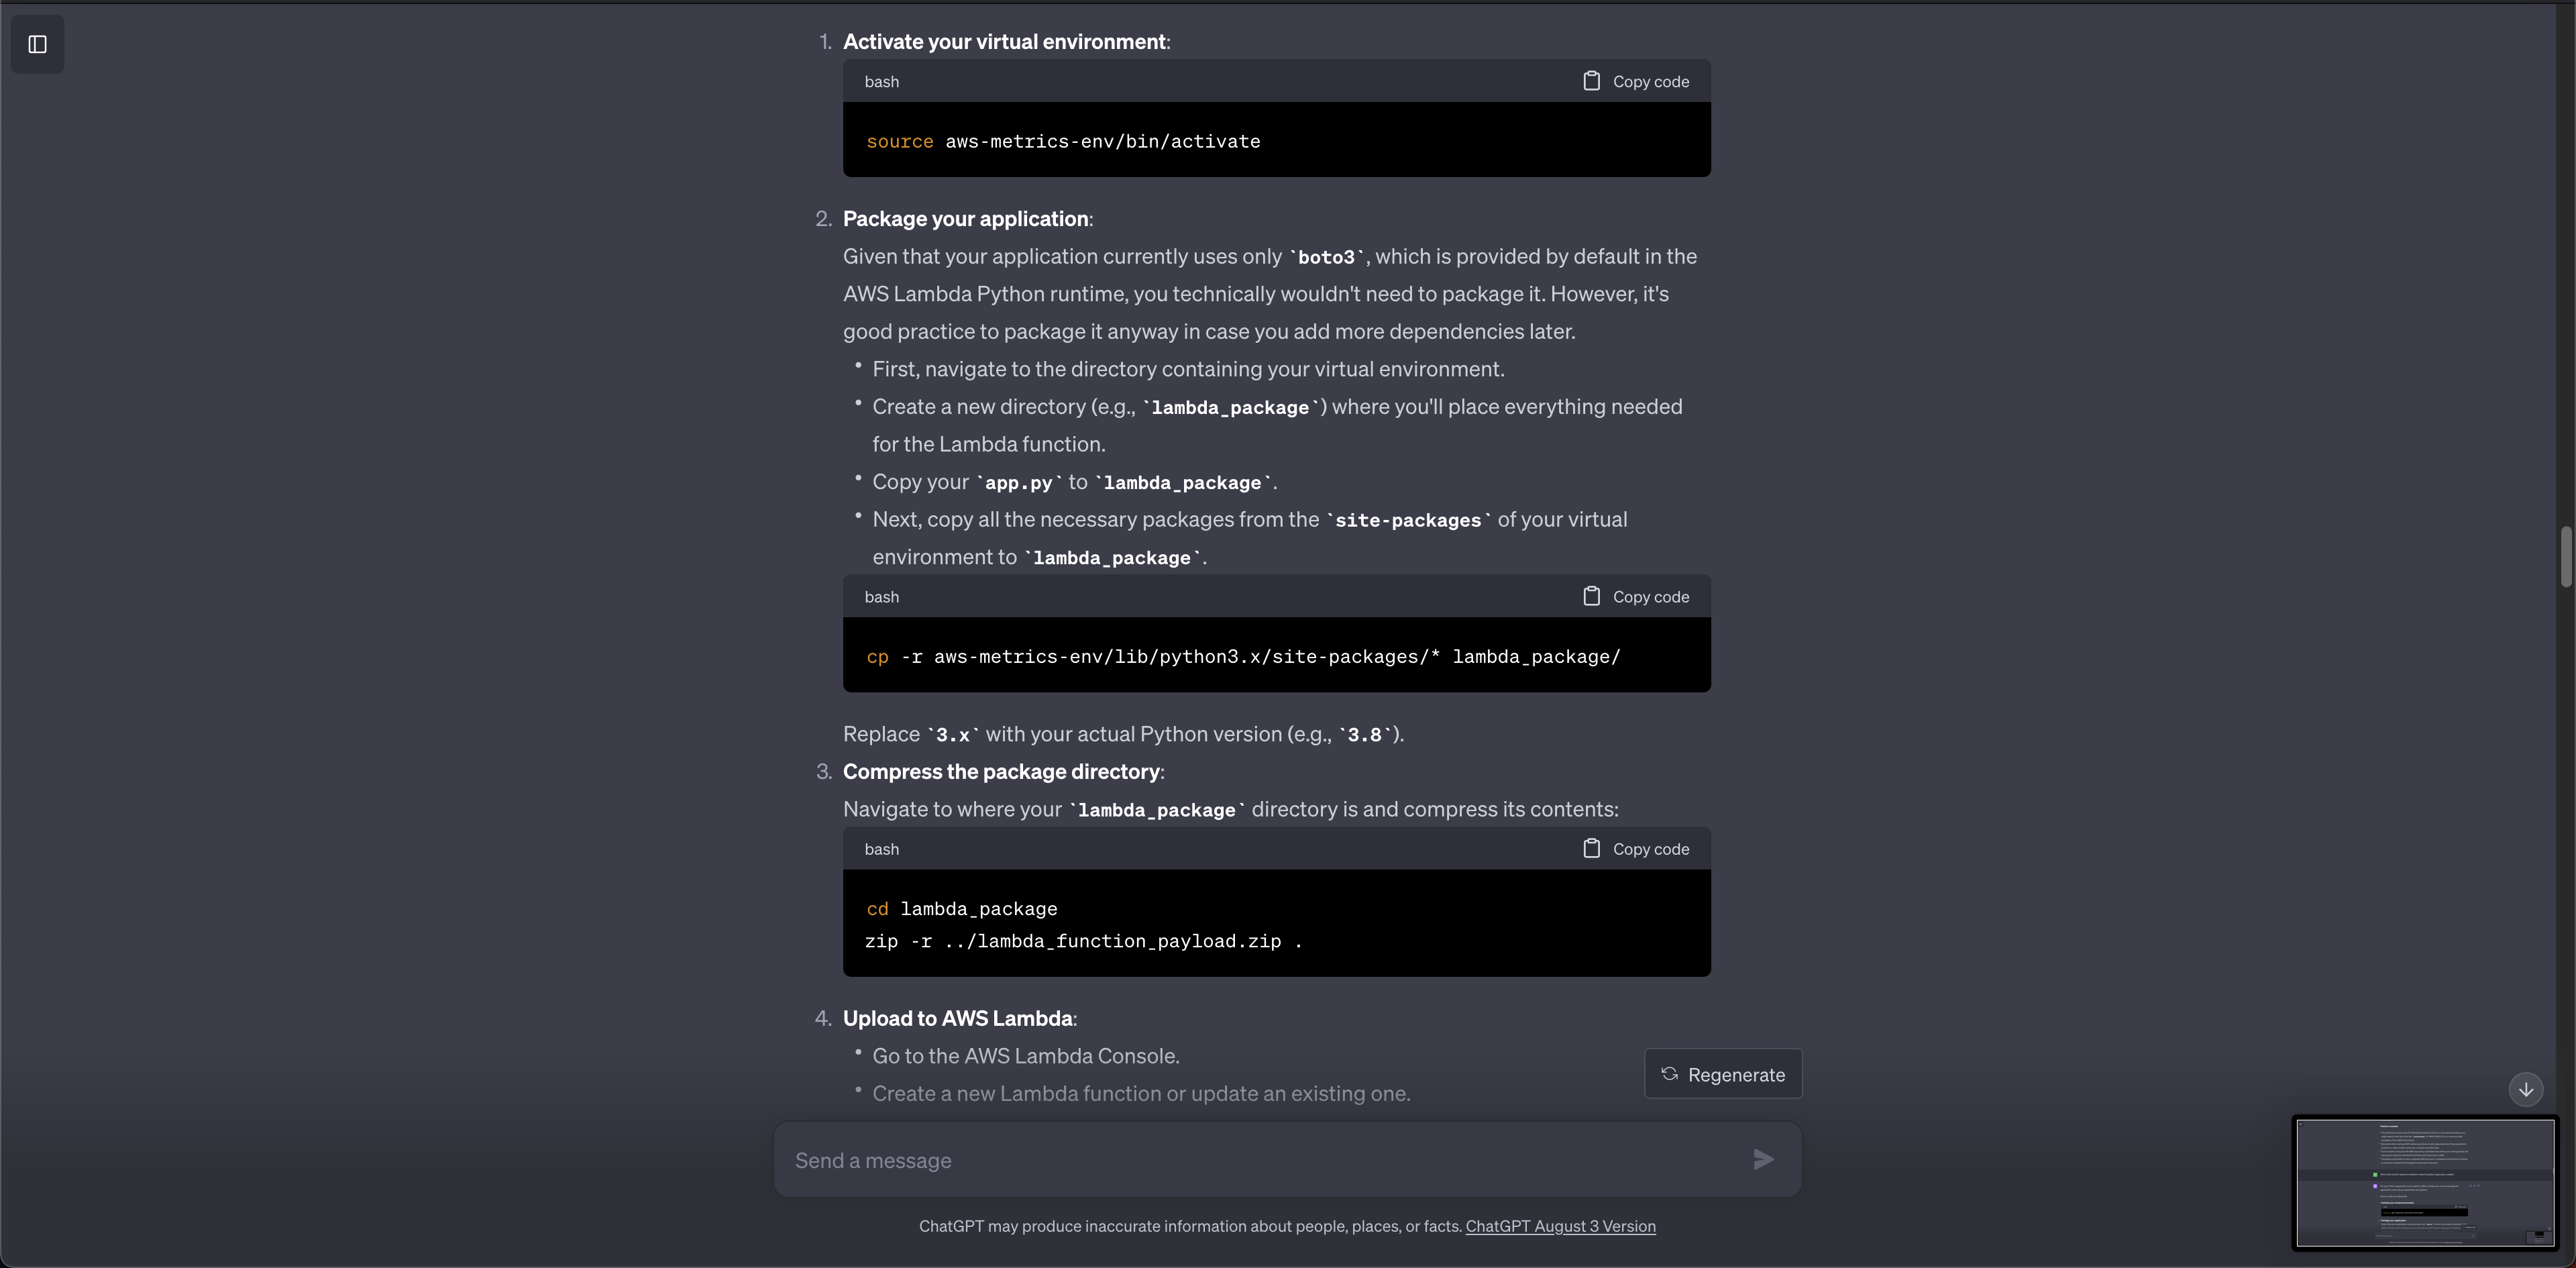 1. Activate your virtual environment:
bash
Copy code
source aws-metrics-env/bin/activate
2. Package your application:
Given that your application currently uses only `boto3`, which is provided by default in the
AWS Lambda Python runtime, you technically wouldn't need to package it. However, it's
good practice to package it anyway in case you add more dependencies later.
• First, navigate to the directory containing your virtual environment.
• Create a new directory (e.g., `lambda_package`) where you'll place everything needed
for the Lambda function.
• Copy your `app.py` to `lambda_package`.
• Next, copy all the necessary packages from the `site-packages` of your virtual
environment to `lambda_package`.
bash
Copy code
cp -r aws-metrics-env/lib/python3.x/site-packages/* lambda_package/
Replace `3.x` with your actual Python version (e.g., `3.8`).
3. Compress the package directory:
Navigate to where your `lambda_package` directory is and compress its contents:
bash
Copy code
cd lambda_package
zip -r ../lambda_function_payload.zip .
4. Upload to AWS Lambda:
• Go to the AWS Lambda Console.
• Create a new Lambda function or update an existing one.
Regenerate
Send a message
ChatGPT may produce inaccurate information about people, places, or facts. ChatGPT August 3 Version